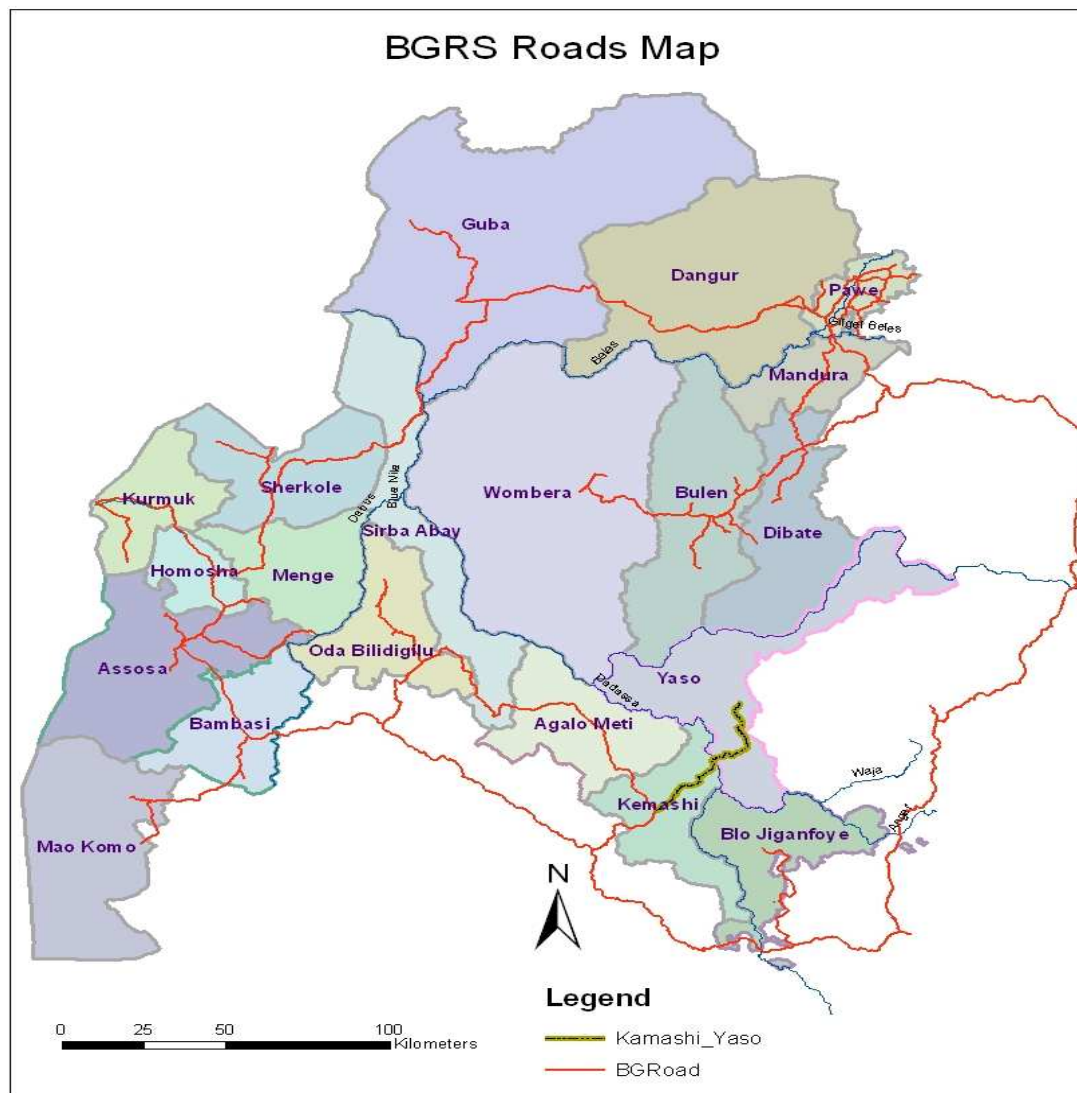 BGRS Roads Map
Guba
Dangur
Pawe
Gilgel Beles
Beles
Mandura
Kurmuk
Sherkole
Dabus
Blue Nile
Wombera
Bulen
Dibate
Sirba Abay
Homosha
Menge
Oda Bilidigilu
Assosa
Yaso
Dadassa
Bambasi
Agalo Meti
Waja
Kemashi
Anger
Blo Jiganfoye
Mao Komo
N
Legend
0 25 50 100
Kilometers
Kamashi_Yaso
BGRoad